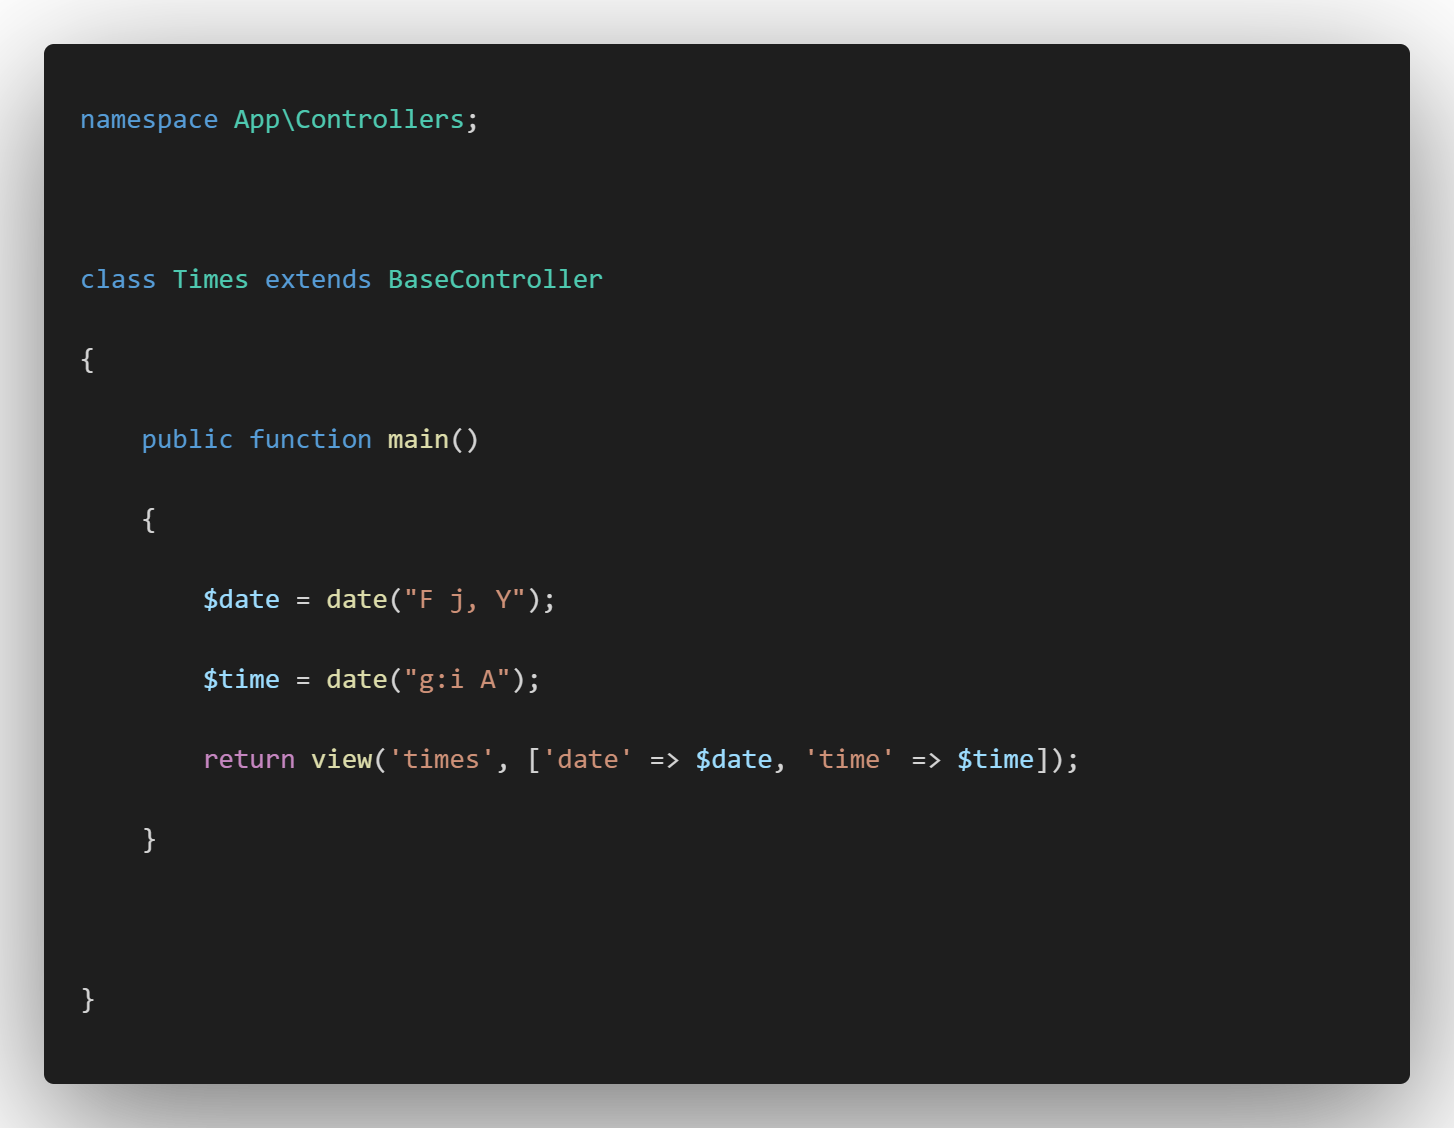 namespace App\Controllers;
class Times extends BaseController
{
    public function main()
    {
        $date = date("F j, Y");
        $time = date("g:i A");
        return view('times', ['date' => $date, 'time' => $time]);
    }
}